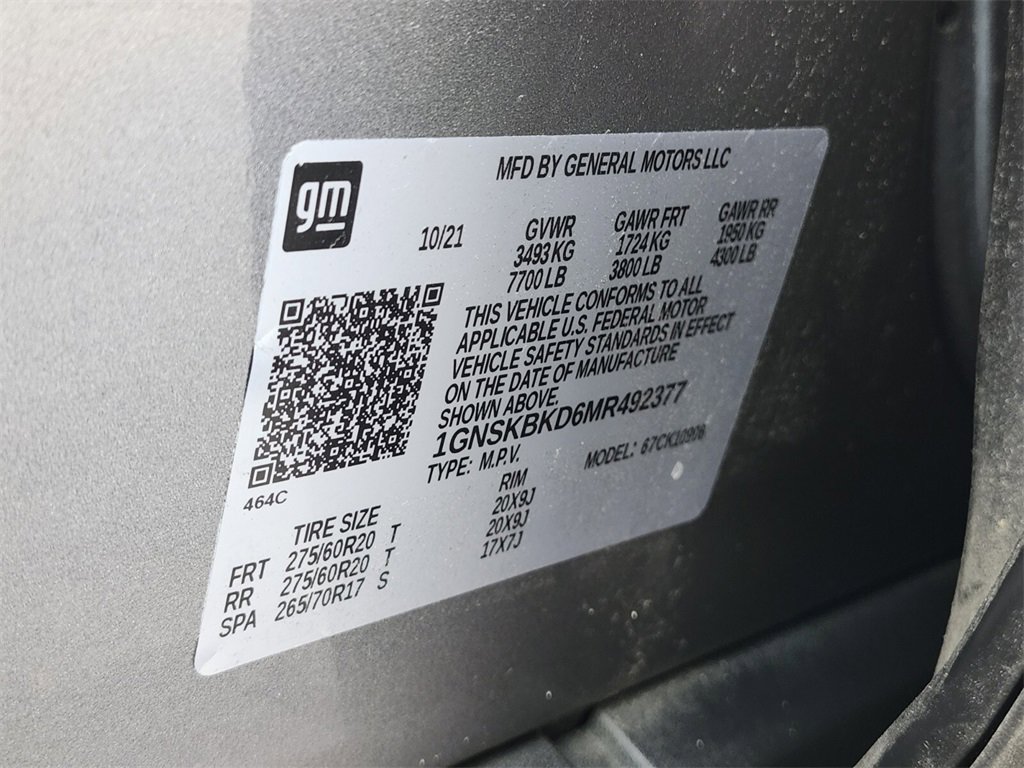 gm
MFD BY GENERAL MOTORS LLC
10/21
GVWR GAWR FRT GAWR RR
3493 KG 1724 KG 1950 KG
7700 LB 3800 LB 4300 LB
THIS VEHICLE CONFORMS TO ALL
APPLICABLE U.S. FEDERAL MOTOR
VEHICLE SAFETY STANDARDS IN EFFECT
ON THE DATE OF MANUFACTURE
SHOWN ABOVE.
1GNSKBKD6MR492377
TYPE: M.P.V. MODEL: 67CK10906
464C
TIRE SIZE RIM
FRT 275/60R20 T 20X9J
RR 275/60R20 T 20X9J
SPA 265/70R17 S 17X7J